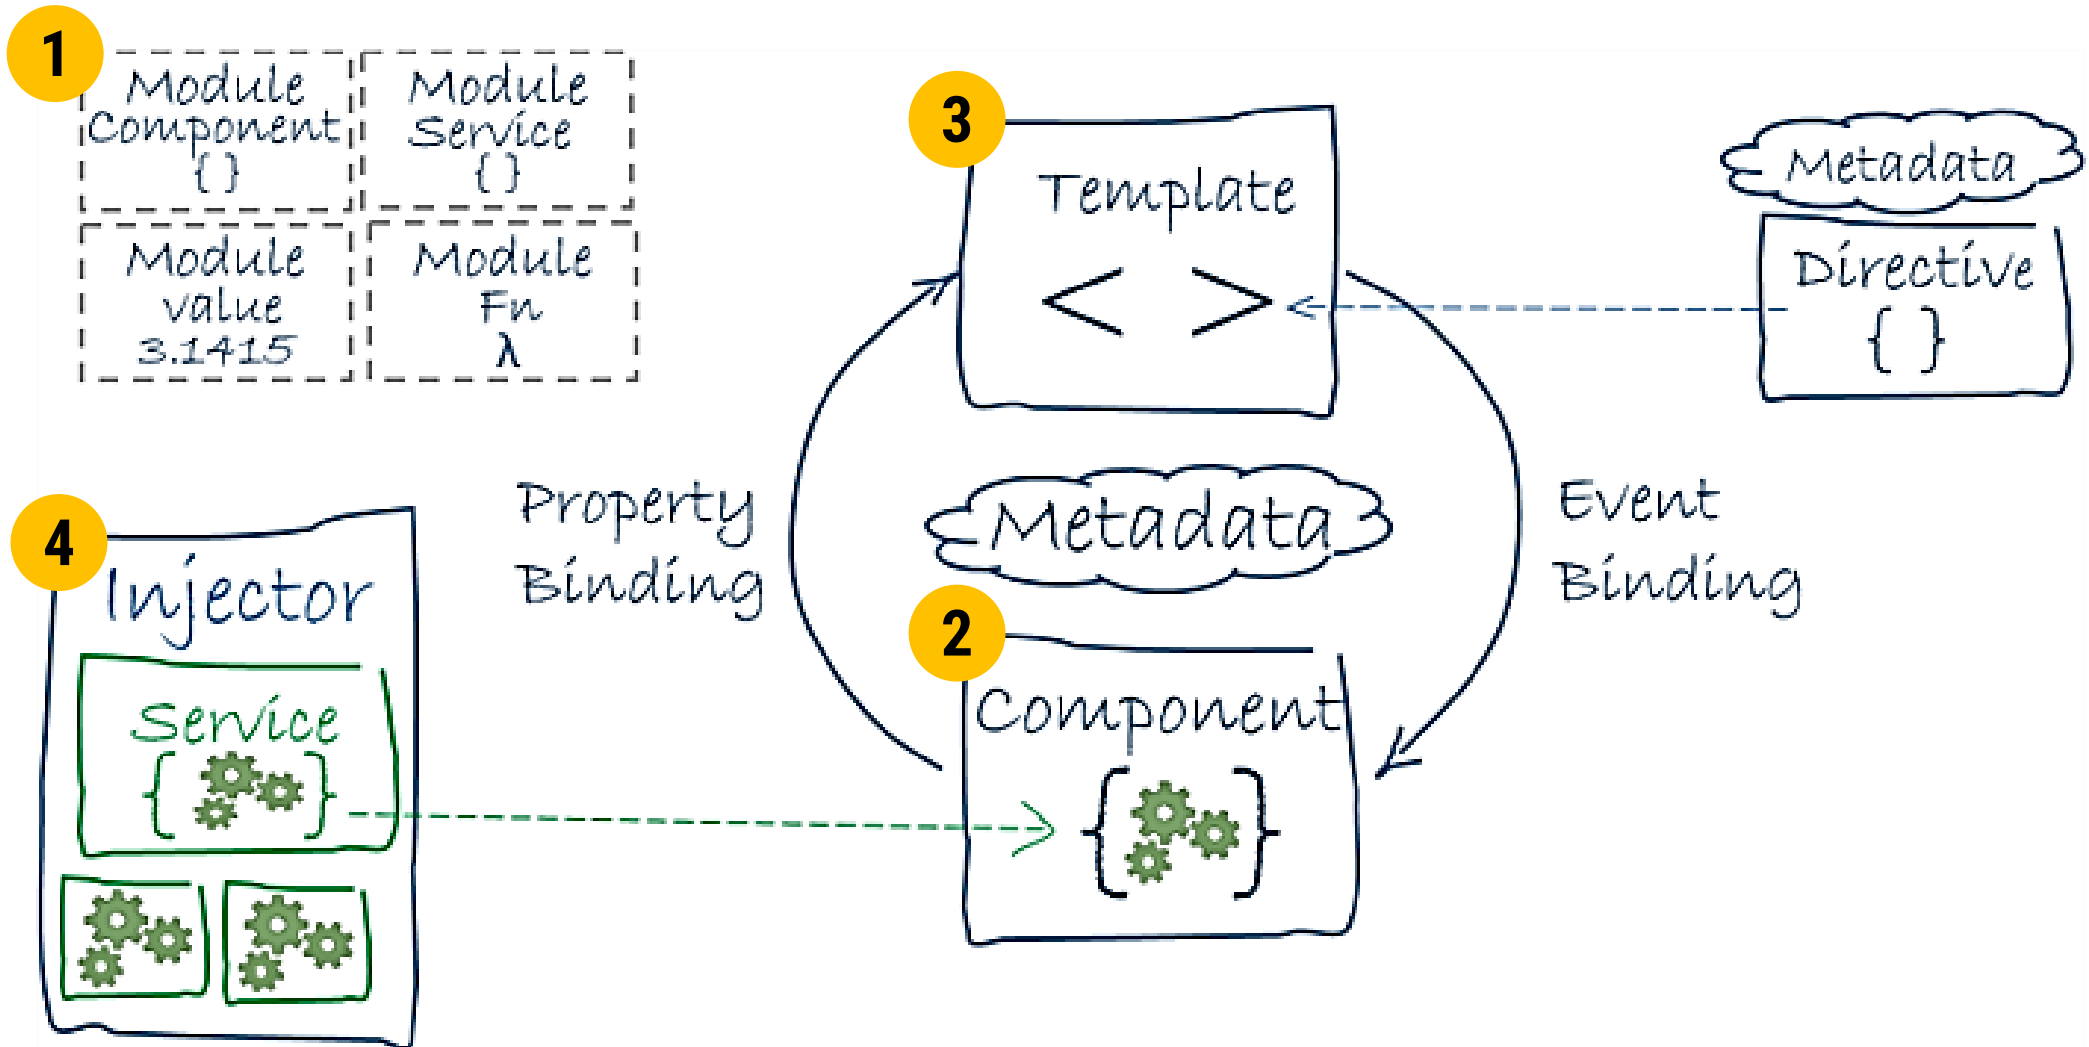 1
Module
Component
{ }
Module
Service
{ }
Module
value
3.1415
Module
Fn
λ
3
Template
< >
Metadata
Directive
{ }
Property
Binding
Metadata
Event
Binding
4
Injector
Service
{ }
2
Component
{ }